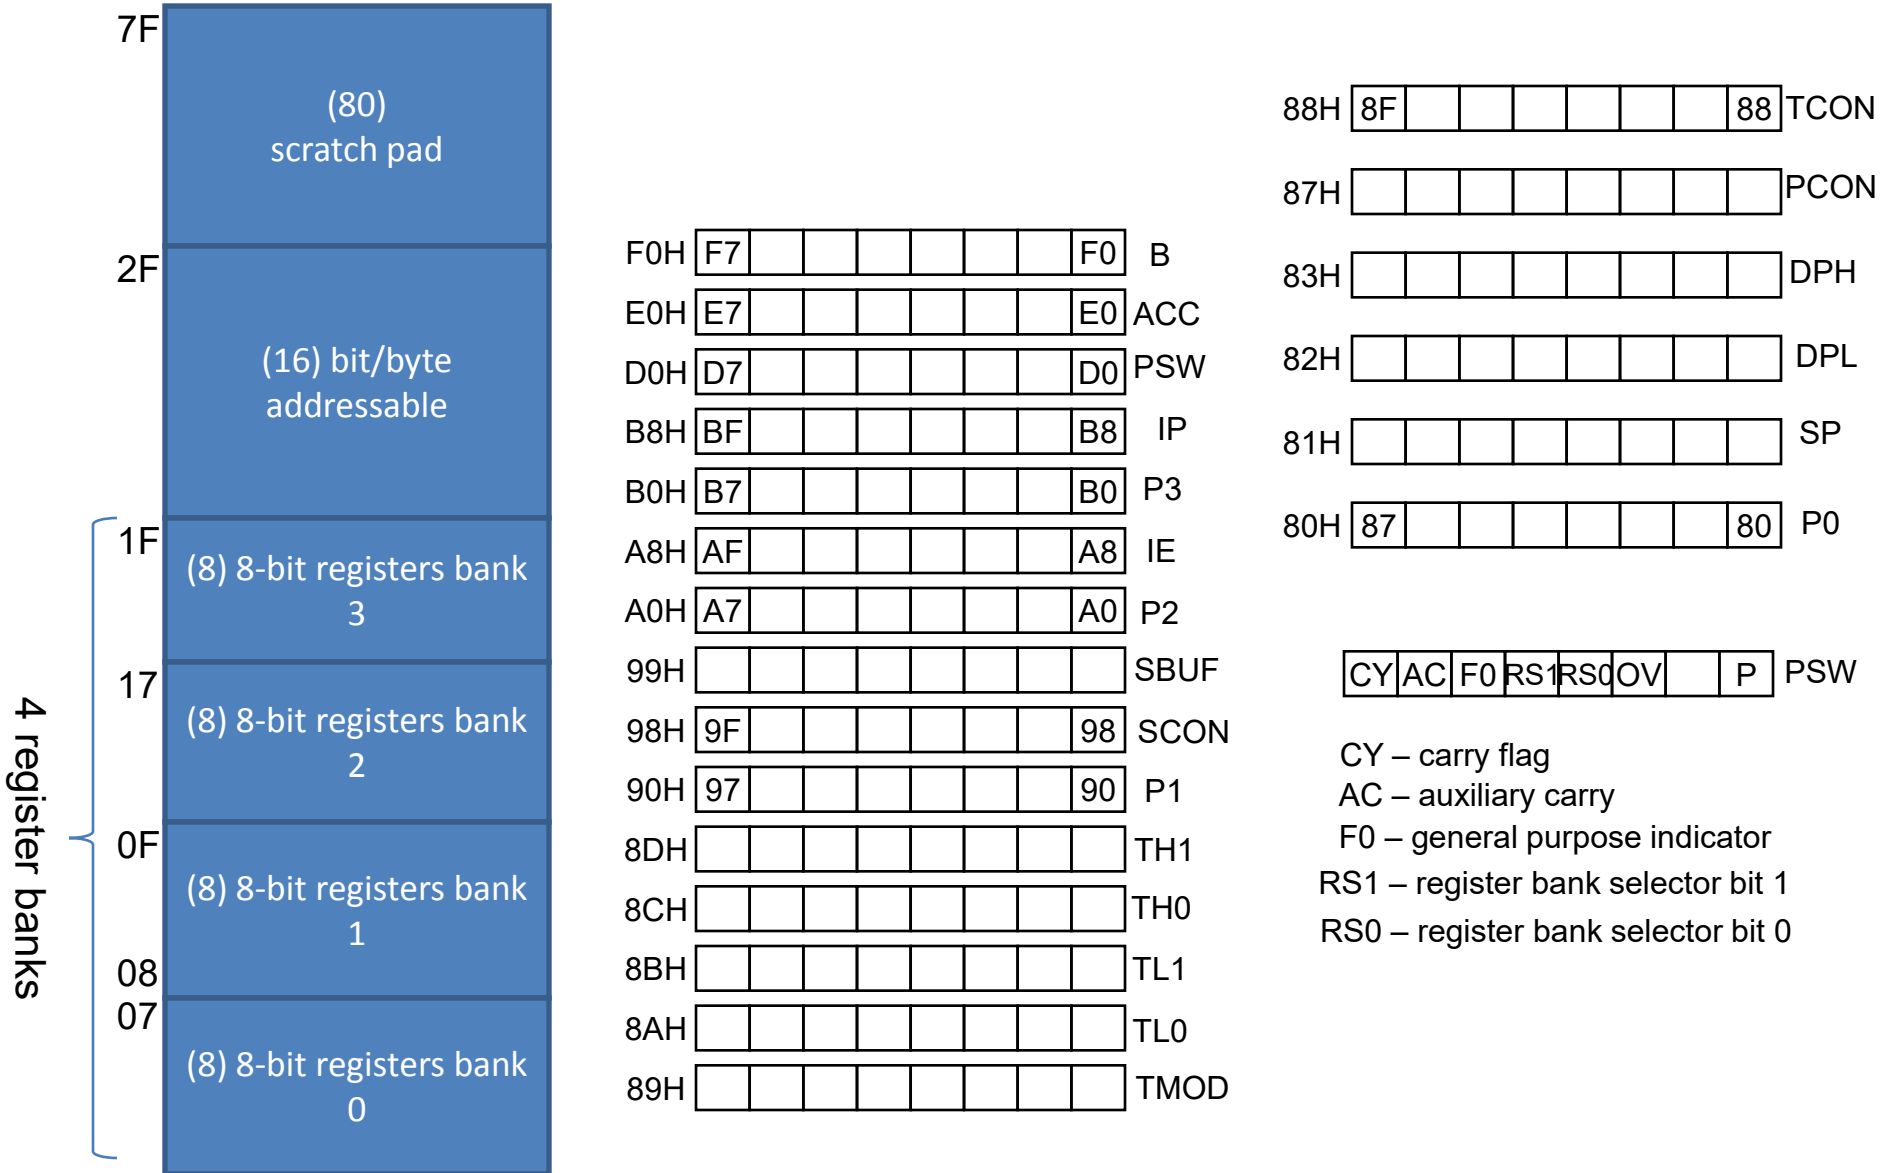 7F
(80)
scratch pad
2F
(16) bit/byte
addressable
1F
(8) 8-bit registers bank
3
17
(8) 8-bit registers bank
2
0F
(8) 8-bit registers bank
1
08
07
(8) 8-bit registers bank
0
4 register banks
F0H F7 F0 B
E0H E7 E0 ACC
D0H D7 D0 PSW
B8H BF B8 IP
B0H B7 B0 P3
A8H AF A8 IE
A0H A7 A0 P2
99H SBUF
98H 9F 98 SCON
90H 97 90 P1
8DH TH1
8CH TH0
8BH TL1
8AH TL0
89H TMOD
88H 8F 88 TCON
87H PCON
83H DPH
82H DPL
81H SP
80H 87 80 P0
CY AC F0 RS1 RS0 OV P PSW
CY – carry flag
AC – auxiliary carry
F0 – general purpose indicator
RS1 – register bank selector bit 1
RS0 – register bank selector bit 0